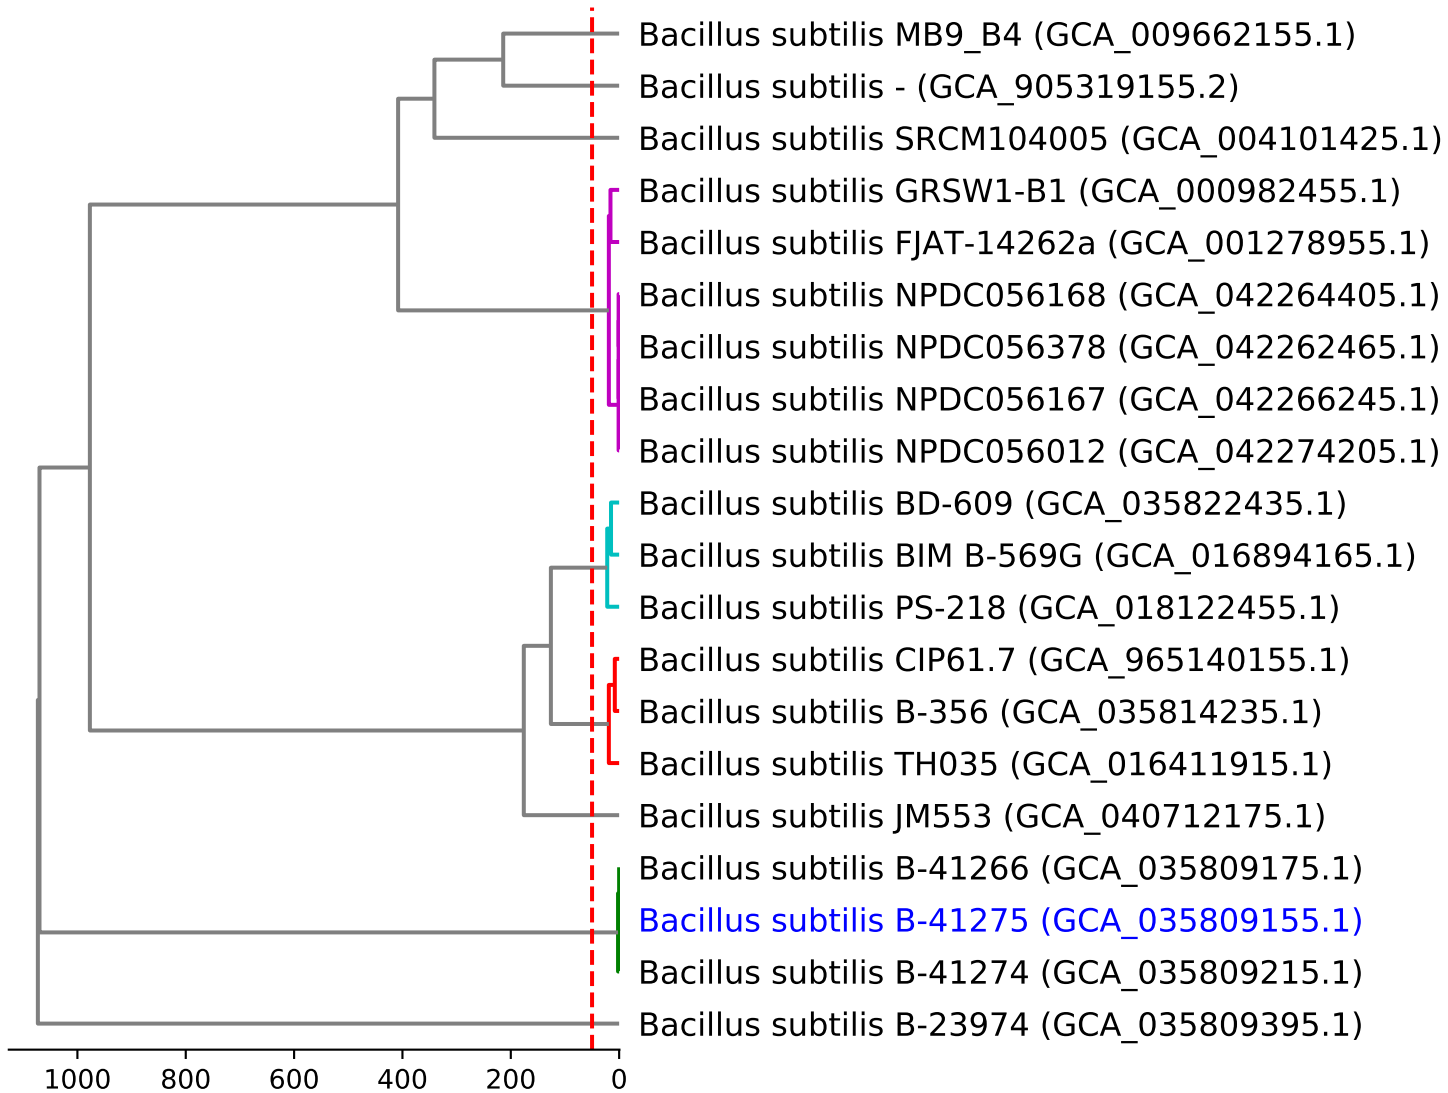 Bacillus subtilis MB9_B4 (GCA_009662155.1)
Bacillus subtilis - (GCA_905319155.2)
Bacillus subtilis SRCM104005 (GCA_004101425.1)
Bacillus subtilis GRSW1-B1 (GCA_000982455.1)
Bacillus subtilis FJAT-14262a (GCA_001278955.1)
Bacillus subtilis NPDC056168 (GCA_042264405.1)
Bacillus subtilis NPDC056378 (GCA_042262465.1)
Bacillus subtilis NPDC056167 (GCA_042266245.1)
Bacillus subtilis NPDC056012 (GCA_042274205.1)
Bacillus subtilis BD-609 (GCA_035822435.1)
Bacillus subtilis BIM B-569G (GCA_016894165.1)
Bacillus subtilis PS-218 (GCA_018122455.1)
Bacillus subtilis CIP61.7 (GCA_965140155.1)
Bacillus subtilis B-356 (GCA_035814235.1)
Bacillus subtilis TH035 (GCA_016411915.1)
Bacillus subtilis JM553 (GCA_040712175.1)
Bacillus subtilis B-41266 (GCA_035809175.1)
Bacillus subtilis B-41275 (GCA_035809155.1)
Bacillus subtilis B-41274 (GCA_035809215.1)
Bacillus subtilis B-23974 (GCA_035809395.1)
1000 800 600 400 200 0